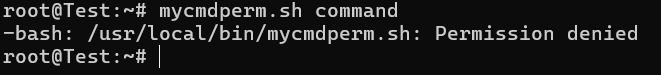 root@Test:~# mycmdperm.sh command
-bash: /usr/local/bin/mycmdperm.sh: Permission denied
root@Test:~#